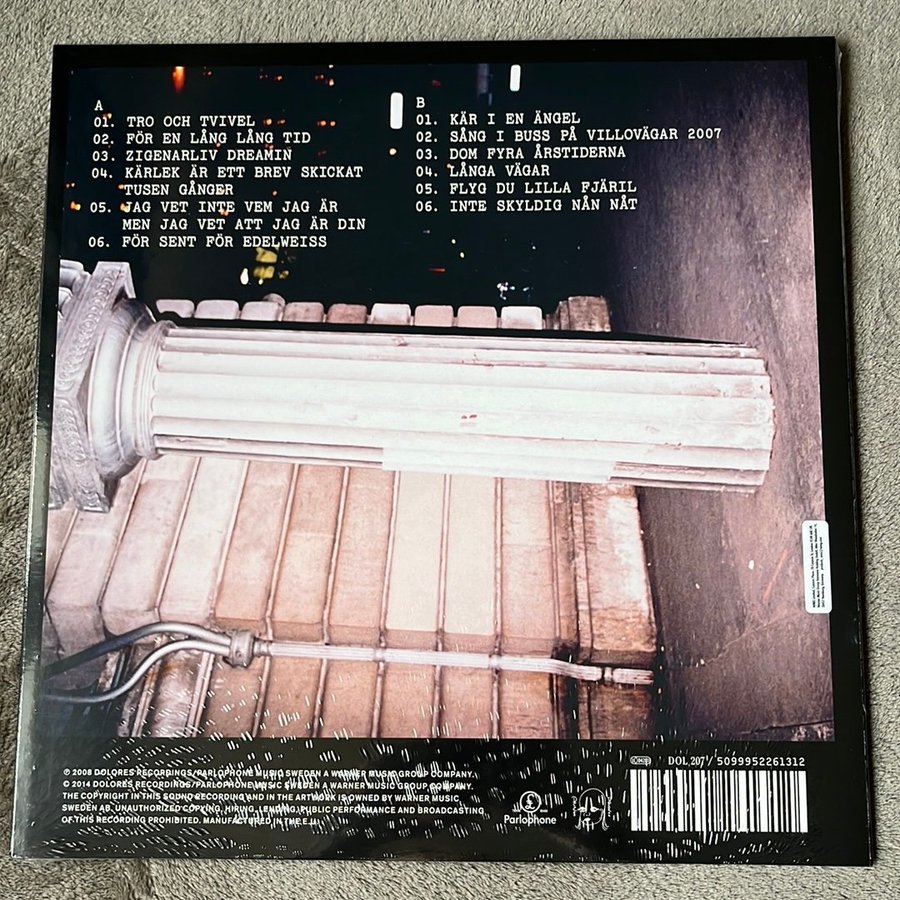 A
01. TRO OCH TVIVEL
02. FÖR EN LÅNG LÅNG TID
03. ZIGENARLIV DREAMIN
04. KÄRLEK ÄR ETT BREV SKICKAT
TUSEN GÅNGER
05. JAG VET INTE VEM JAG ÄR
MEN JAG VET ATT JAG ÄR DIN
06. FÖR SENT FÖR EDELWEISS
B
01. KÄR I EN ÄNGEL
02. SÅNG I BUSS PÅ VILLOVÄGAR 2007
03. DOM FYRA ÅRSTIDERNA
04. LÅNGA VÄGAR
05. FLYG DU LILLA FJÄRIL
06. INTE SKYLDIG NÅN NÅT
℗ 2008 DOLORES RECORDINGS/PARLOPHONE MUSIC SWEDEN A WARNER MUSIC GROUP COMPANY.
© 2014 DOLORES RECORDINGS/PARLOPHONE MUSIC SWEDEN A WARNER MUSIC GROUP COMPANY.
THE COPYRIGHT IN THIS SOUND RECORDING AND IN THE ARTWORK IS OWNED BY WARNER MUSIC
SWEDEN AB. UNAUTHORIZED COPYING, HIRING, LENDING, PUBLIC PERFORMANCE AND BROADCASTING
OF THIS RECORDING PROHIBITED. MANUFACTURED IN THE E.U.
Parlophone
DOL 207/ 5099952261312